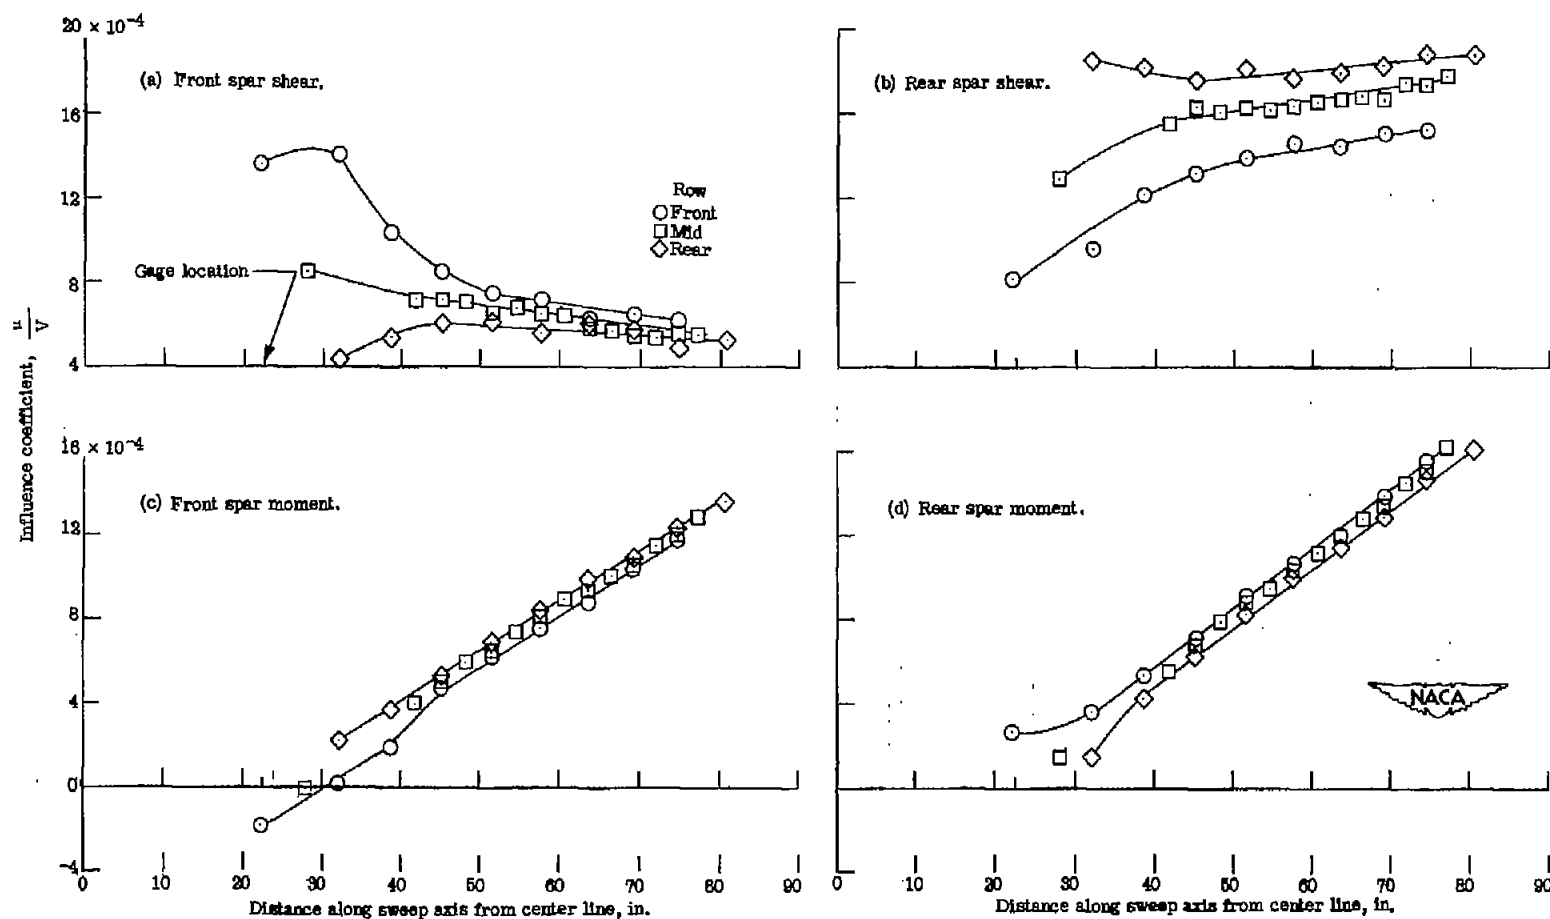 20 × 10⁻⁴
(a) Front spar shear.
(b) Rear spar shear.
16
12
8
4
Row
Front
Mid
Rear
Gage location
Influence coefficient, μ/V
16 × 10⁻⁴
(c) Front spar moment.
(d) Rear spar moment.
12
8
4
0
-4
NACA
0 10 20 30 40 50 60 70 80 90
Distance along sweep axis from center line, in.
0 10 20 30 40 50 60 70 80 90
Distance along sweep axis from center line, in.